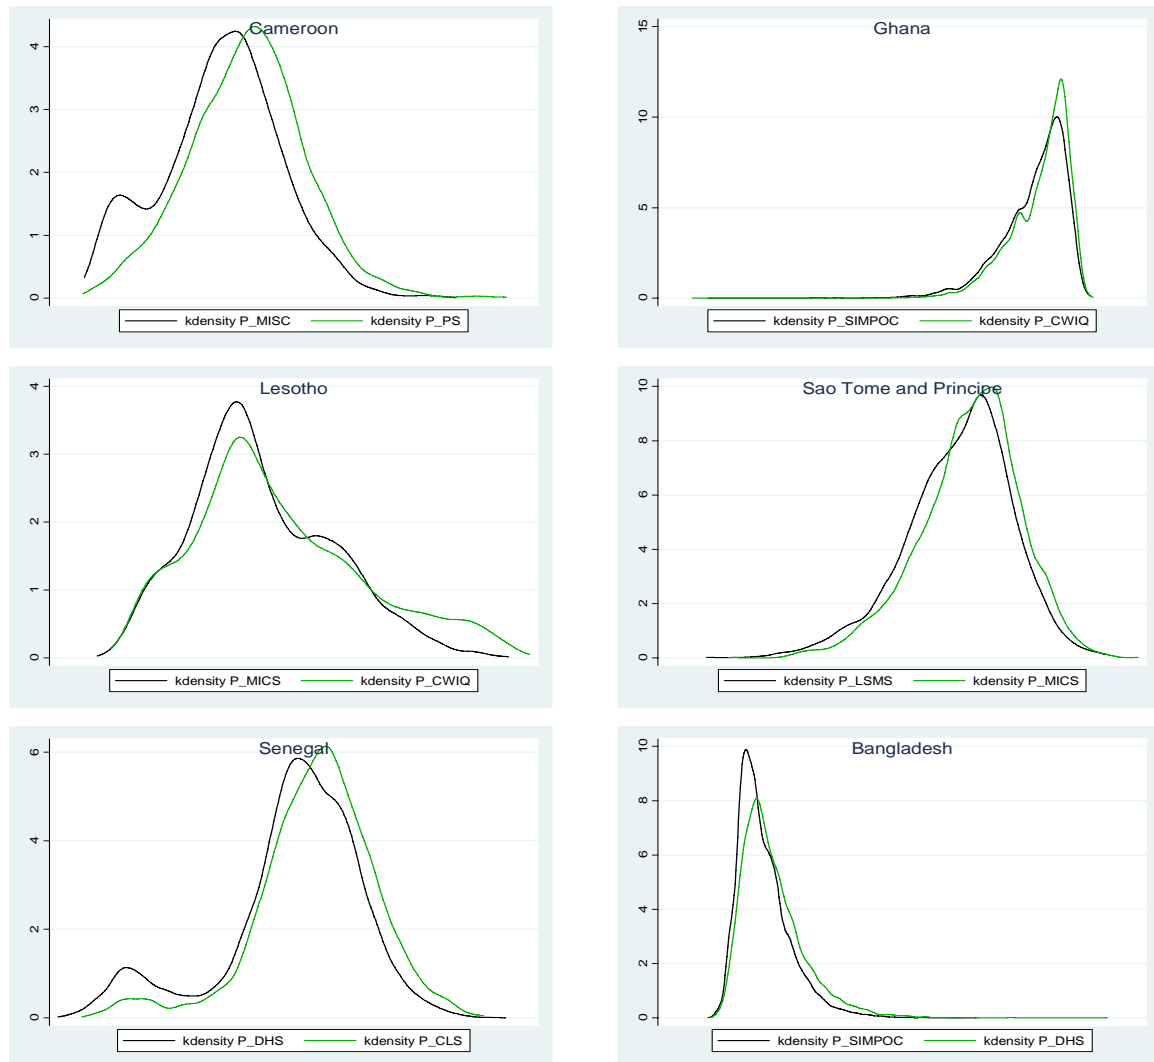 Cameroon
4
3
2
1
0
kdensity P_MISC kdensity P_PS
Ghana
15
10
5
0
kdensity P_SIMPOC kdensity P_CWIQ
Lesotho
4
3
2
1
0
kdensity P_MICS kdensity P_CWIQ
Sao Tome and Principe
10
8
6
4
2
0
kdensity P_LSMS kdensity P_MICS
Senegal
6
4
2
0
kdensity P_DHS kdensity P_CLS
Bangladesh
10
8
6
4
2
0
kdensity P_SIMPOC kdensity P_DHS